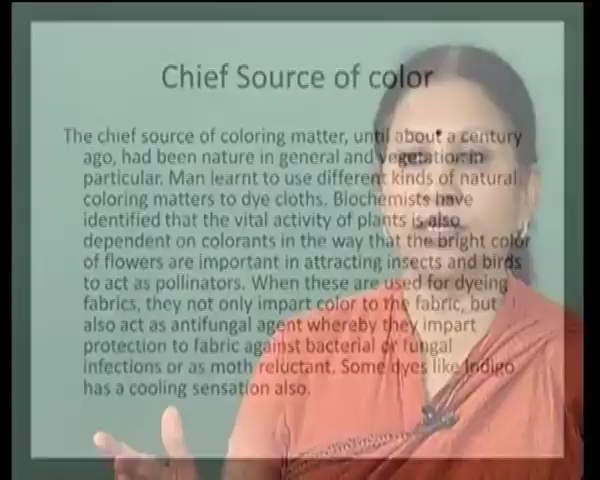 Chief Source of color
The chief source of coloring matter, until about a century
ago, had been nature in general and vegetation in
particular. Man learnt to use different kinds of natural
coloring matters to dye cloths. Biochemists have
identified that the vital activity of plants is also
dependent on colorants in the way that the bright color
of flowers are important in attracting insects and birds
to act as pollinators. When these are used for dyeing
fabrics, they not only impart color to the fabric, but
also act as antifungal agent whereby they impart
protection to fabric against bacterial or fungal
infections or as moth reluctant. Some dyes like Indigo
has a cooling sensation also.